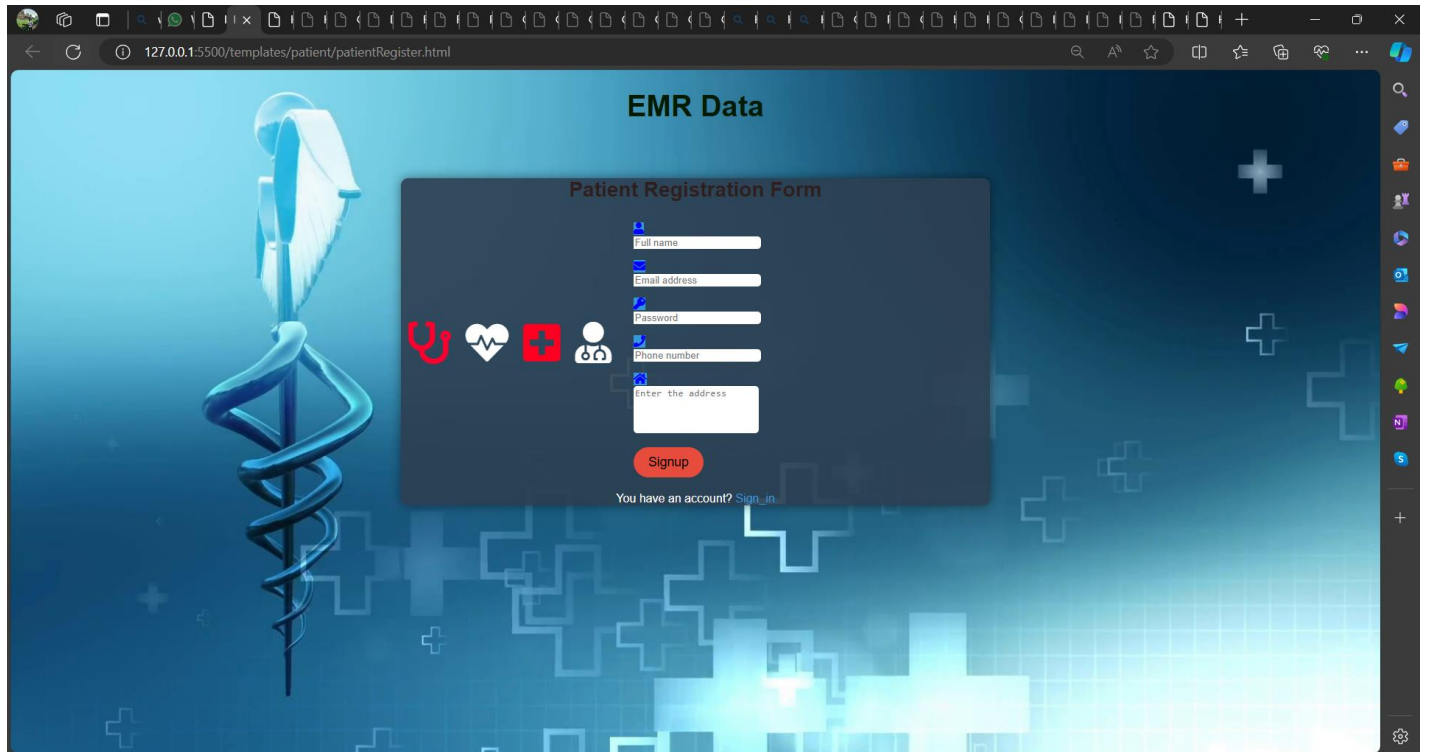 127.0.0.1:5500/templates/patient/patientRegister.html
EMR Data
Patient Registration Form
Full name
Email address
Password
Phone number
Enter the address
Signup
You have an account? Sign_in